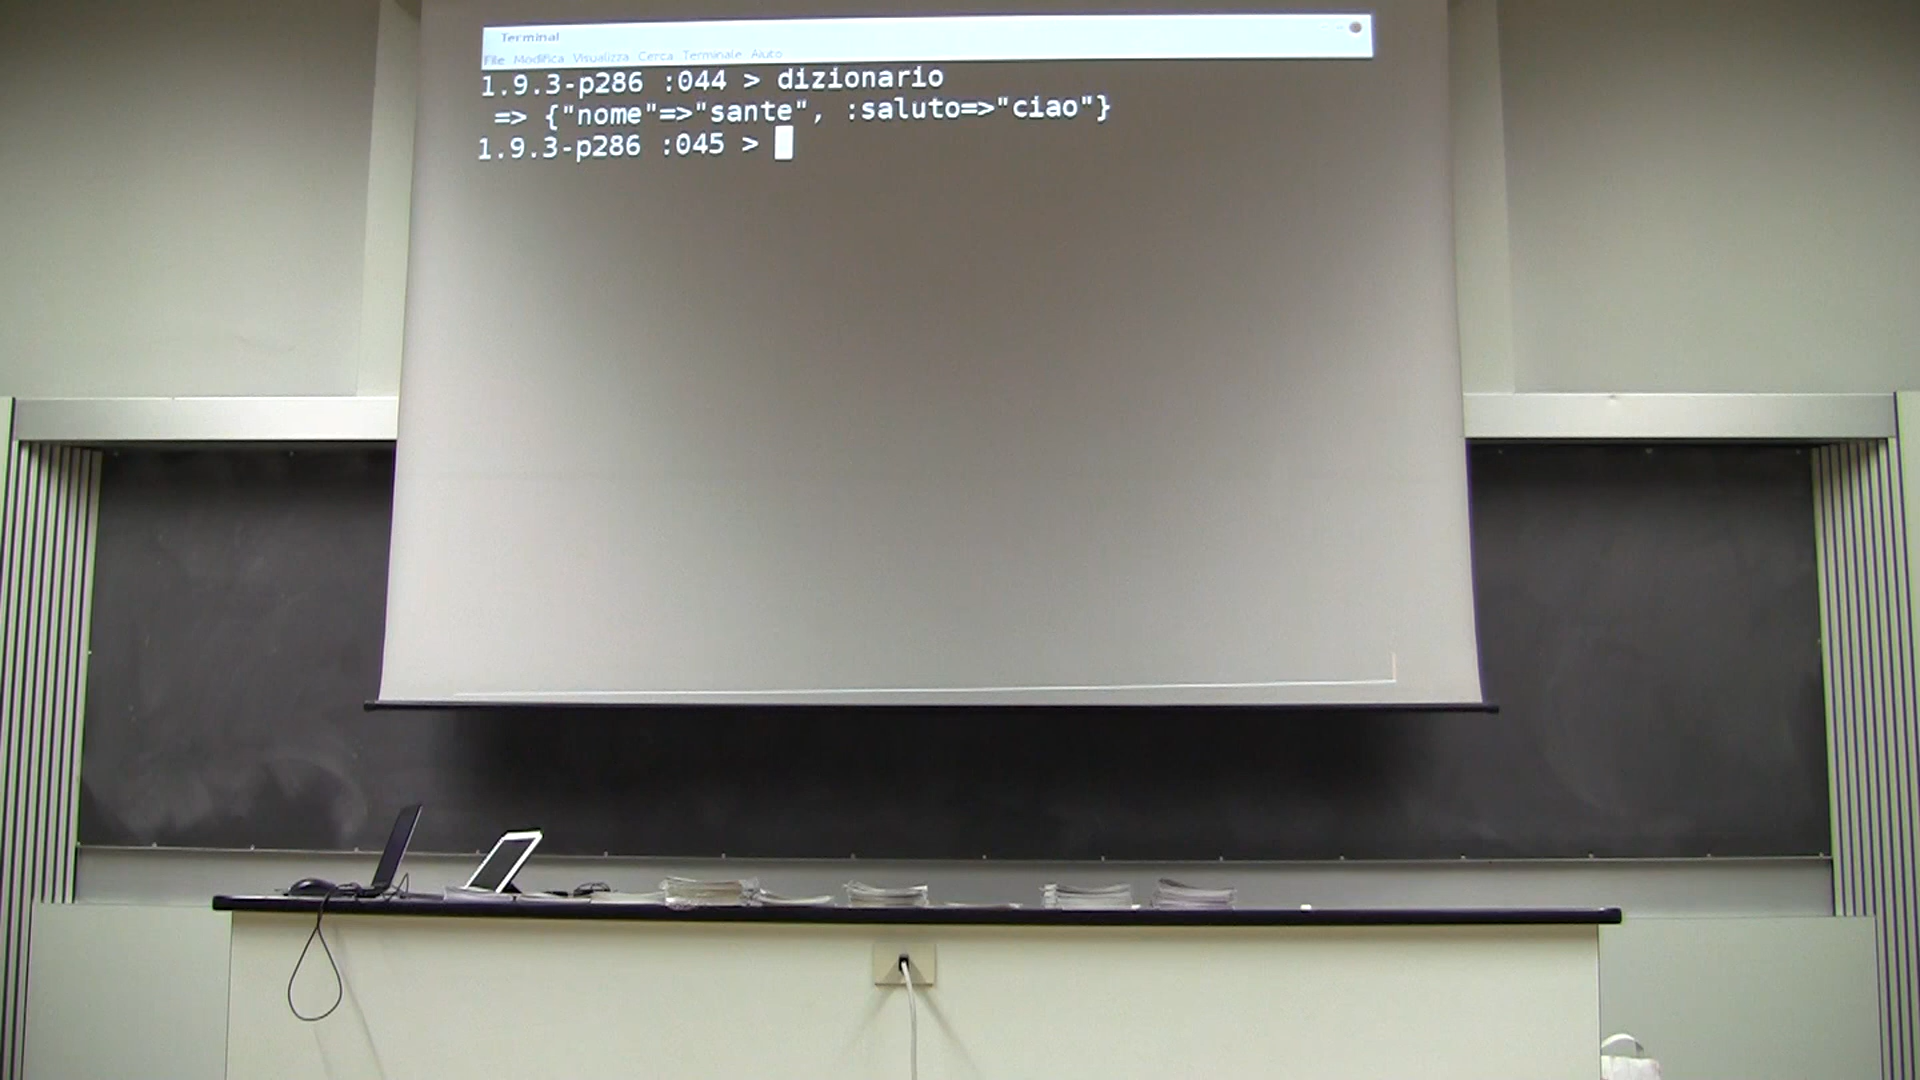 Terminal
File Modifica Visualizza Cerca Terminale Aiuto
1.9.3-p286 :044 > dizionario
=> {"nome"=>"sante", :saluto=>"ciao"}
1.9.3-p286 :045 >